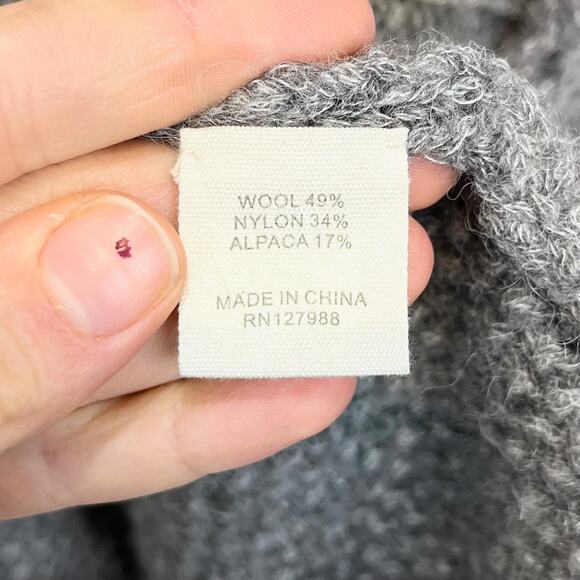 WOOL 49%
NYLON 34%
ALPACA 17%
MADE IN CHINA
RN127988